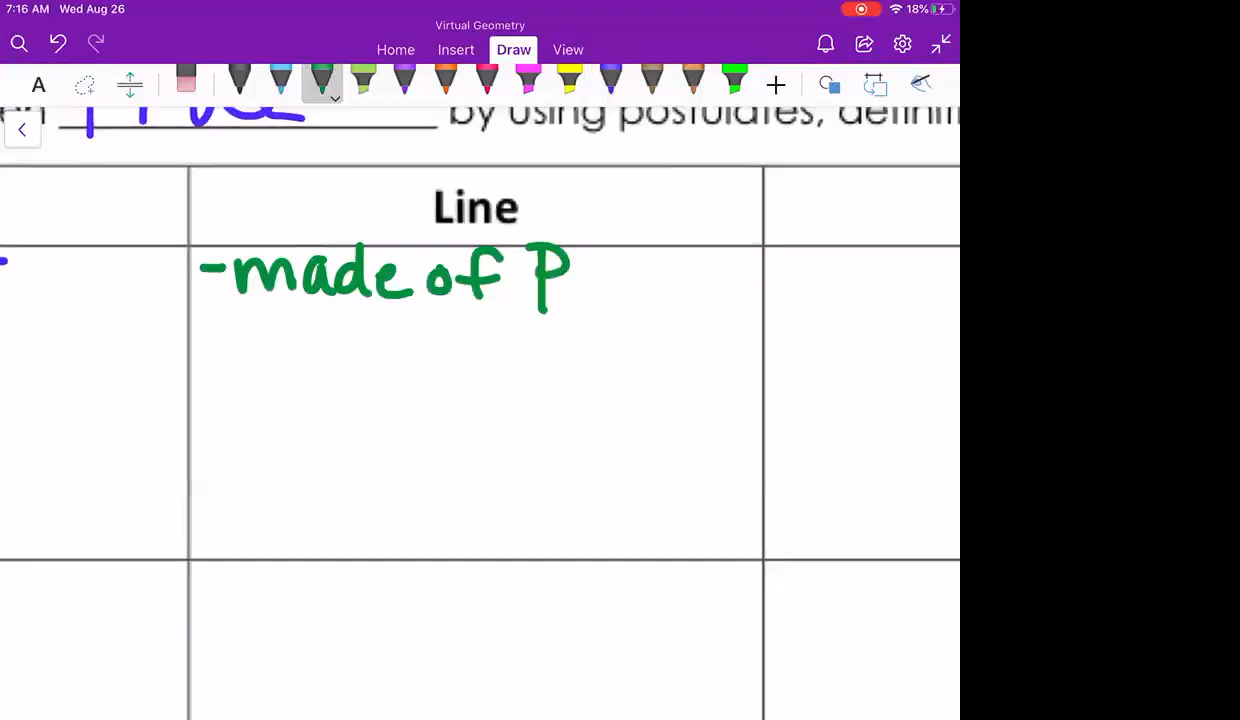 7:16 AM Wed Aug 26
18%
Virtual Geometry
Home Insert Draw View
A
by using postulates,
Line
-made of P